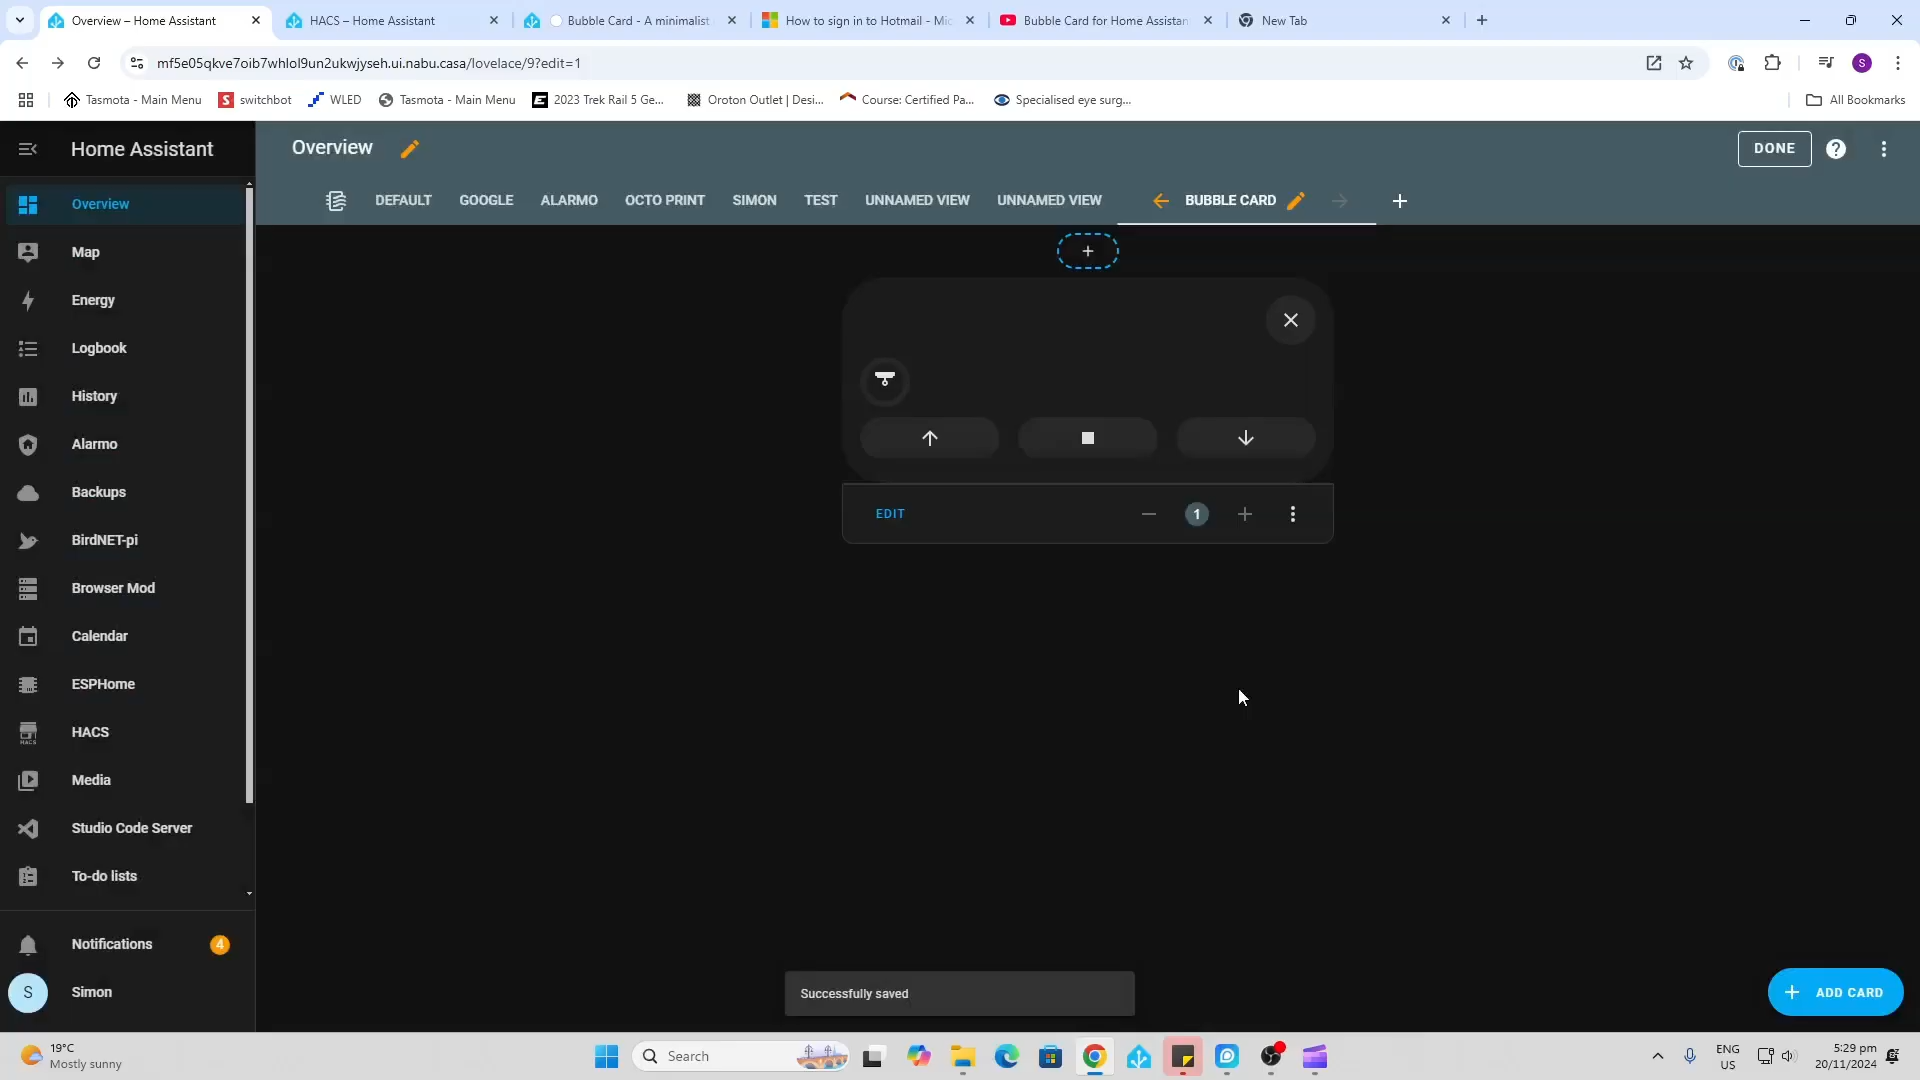 Overview – Home Assistant
HACS – Home Assistant
Bubble Card - A minimalist
How to sign in to Hotmail - Mic
Bubble Card for Home Assistan
New Tab
mf5e05qkve7oib7whlol9un2ukwjyseh.ui.nabu.casa/lovelace/9?edit=1
S
Tasmota - Main Menu
switchbot
WLED
Tasmota - Main Menu
2023 Trek Rail 5 Ge...
Oroton Outlet | Desi...
Course: Certified Pa...
Specialised eye surg...
All Bookmarks
Home Assistant
Overview
DONE
DEFAULT
GOOGLE
ALARMO
OCTO PRINT
SIMON
TEST
UNNAMED VIEW
UNNAMED VIEW
BUBBLE CARD
Overview
Map
Energy
Logbook
History
Alarmo
Backups
BirdNET-pi
Browser Mod
Calendar
ESPHome
HACS
Media
Studio Code Server
To-do lists
Notifications
4
S
Simon
EDIT
1
Successfully saved
ADD CARD
19°C
Mostly sunny
Search
ENG
US
5:29 pm
20/11/2024